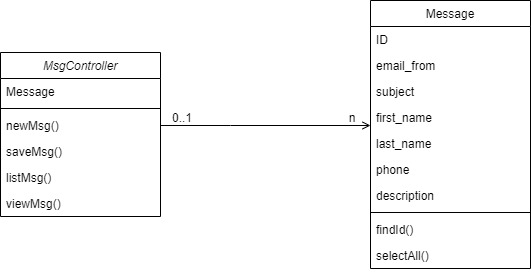 MsgController
Message
newMsg()
saveMsg()
listMsg()
viewMsg()
0..1
n
Message
ID
email_from
subject
first_name
last_name
phone
description
findId()
selectAll()